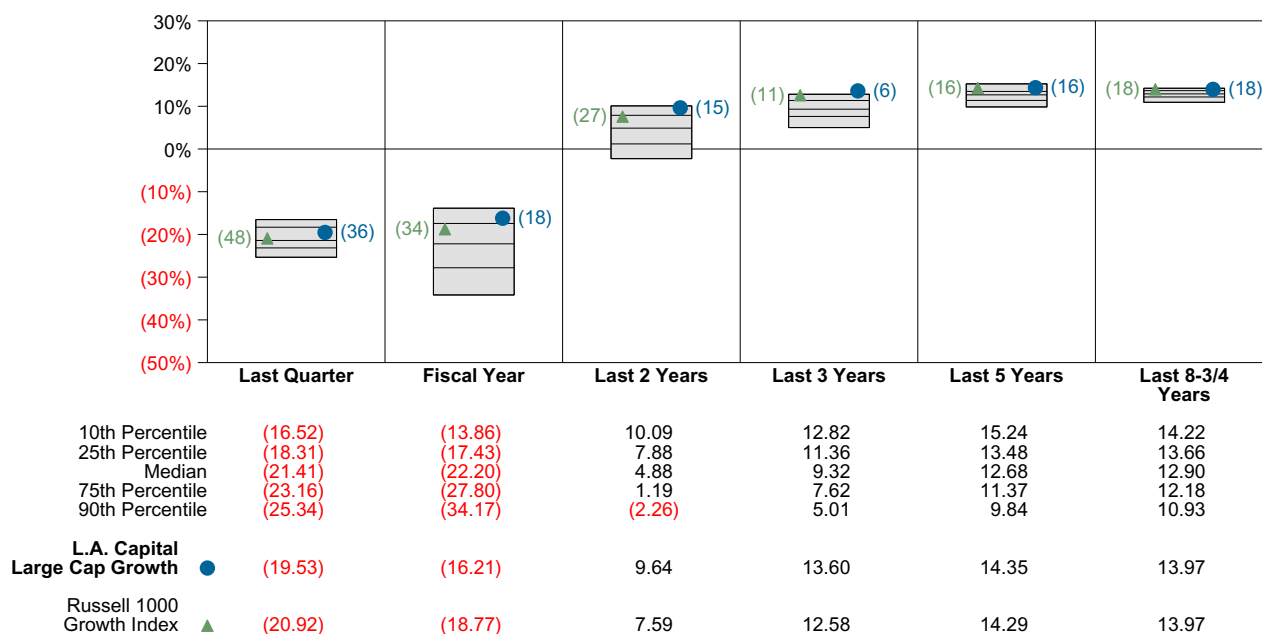 30%
20%
10%
0%
(10%)
(20%)
(30%)
(40%)
(50%)
(48) (36)
(34) (18)
(27) (15)
(11) (6)
(16) (16)
(18) (18)
Last Quarter Fiscal Year Last 2 Years Last 3 Years Last 5 Years Last 8-3/4
Years
10th Percentile (16.52) (13.86) 10.09 12.82 15.24 14.22
25th Percentile (18.31) (17.43) 7.88 11.36 13.48 13.66
Median (21.41) (22.20) 4.88 9.32 12.68 12.90
75th Percentile (23.16) (27.80) 1.19 7.62 11.37 12.18
90th Percentile (25.34) (34.17) (2.26) 5.01 9.84 10.93
L.A. Capital
Large Cap Growth (19.53) (16.21) 9.64 13.60 14.35 13.97
Russell 1000
Growth Index (20.92) (18.77) 7.59 12.58 14.29 13.97